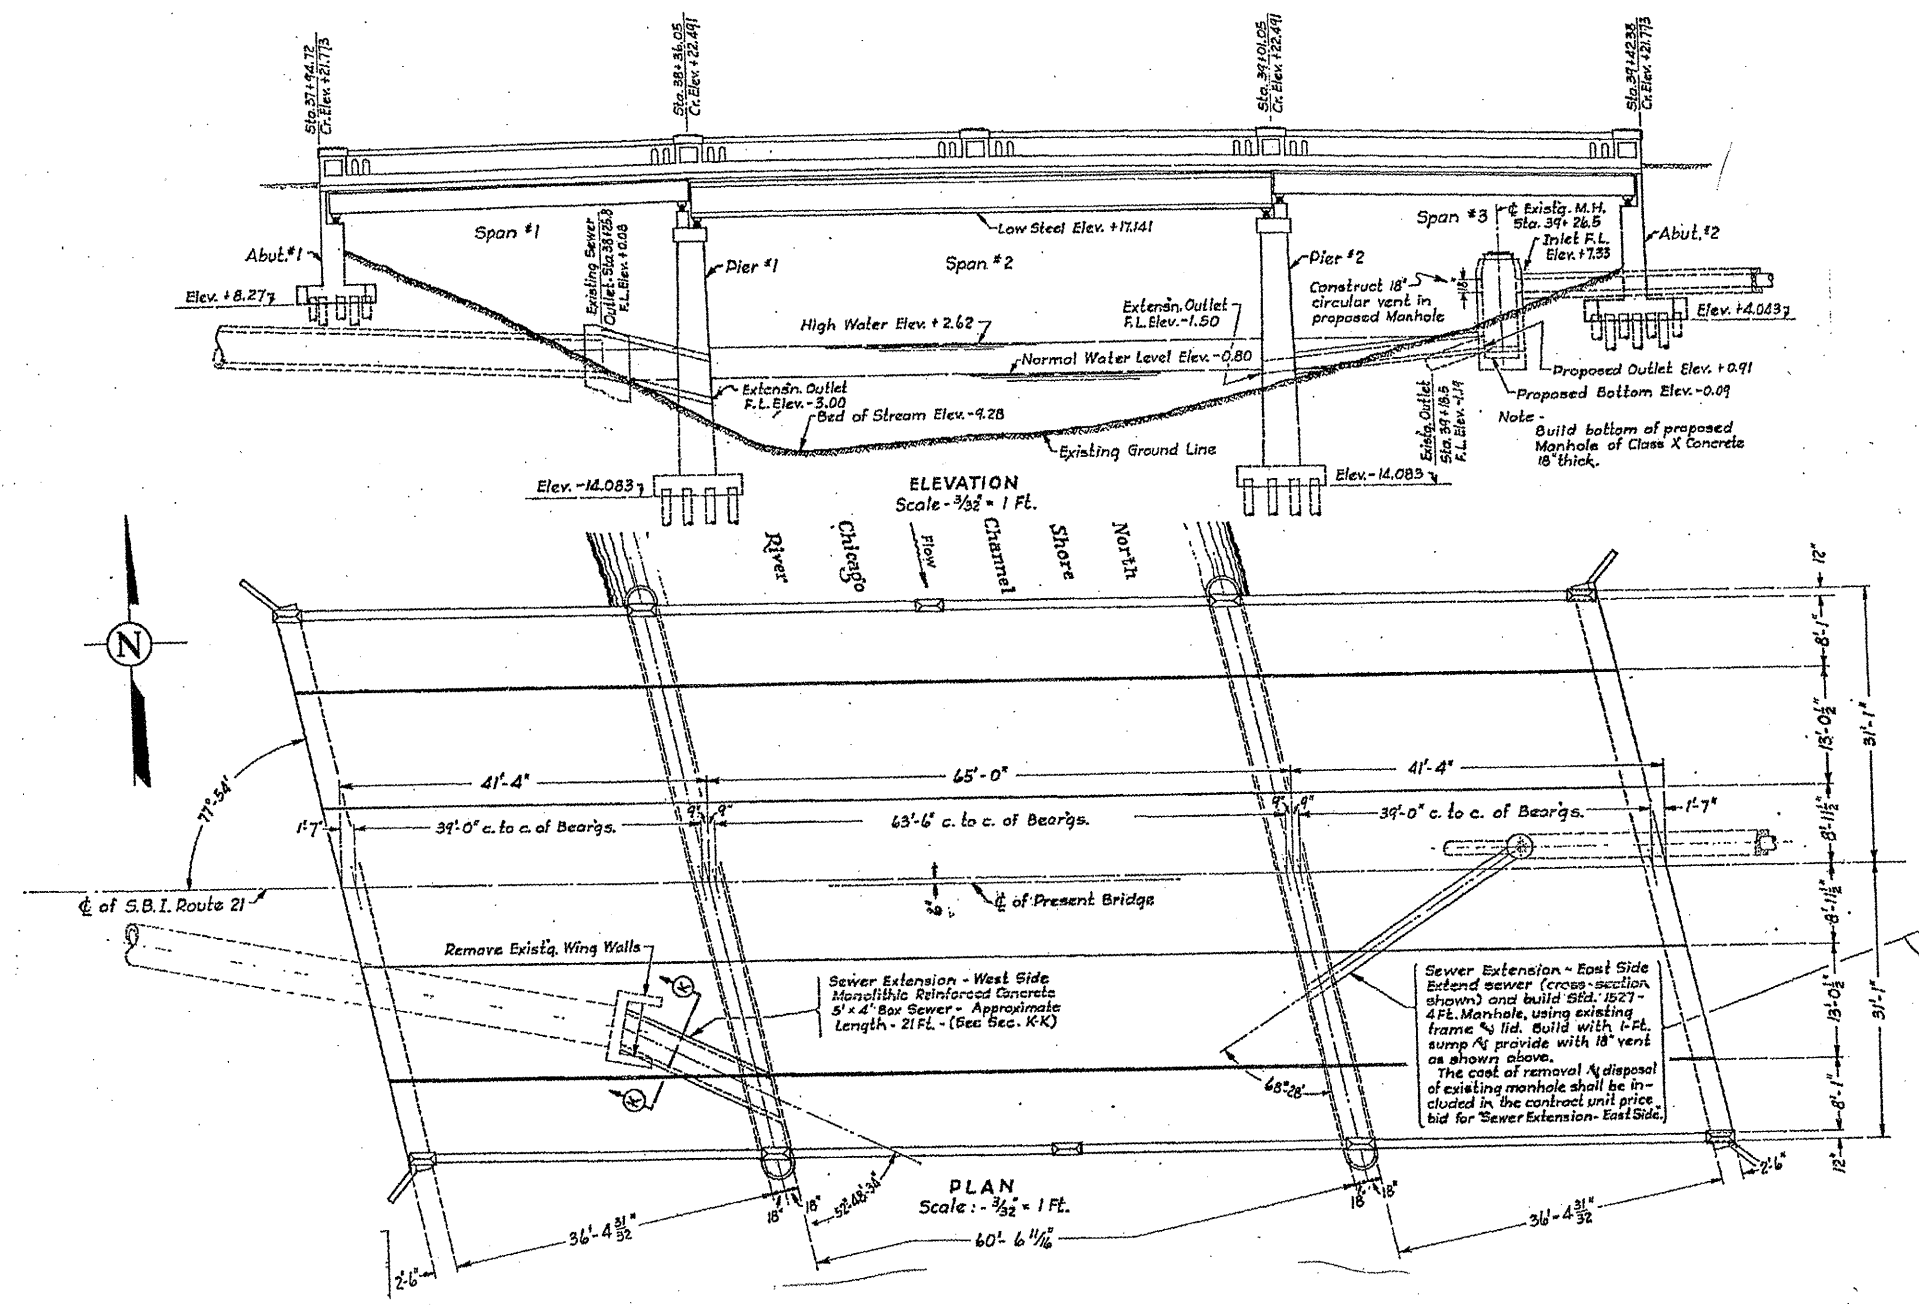 Sta. 37+94.72
Cr. Elev. +21.773
Sta. 38+36.05
Cr. Elev. +22.491
Sta. 39+01.05
Cr. Elev. +22.491
Sta. 39+42.38
Cr. Elev. +21.773
Abut. #1
Span #1
Existing Sewer
Outlet-Sta. 38+25.8
F.L. Elev. +0.08
Pier #1
Low Steel Elev. +17.141
Span #2
Pier #2
Span #3
℄ Existg. M.H.
Sta. 39+26.5
Inlet F.L.
Elev. +7.33
Abut. #2
Construct 18"
circular vent in
proposed Manhole
18"
Elev. +8.27
Elev. +4.043
High Water Elev. +2.62
Extensn. Outlet
F.L. Elev. -1.50
Normal Water Level Elev. -0.80
Extensn. Outlet
F.L. Elev. -3.00
Bed of Stream Elev. -9.28
Existing Ground Line
Existg. Outlet
Sta. 39+18.5
F.L. Elev. -1.19
Proposed Outlet Elev. +0.91
Proposed Bottom Elev. -0.09
Note -
Build bottom of proposed
Manhole of Class X Concrete
18" thick.
Elev. -14.083
Elev. -14.083
ELEVATION
Scale - 3/32" = 1 Ft.
River
Chicago
Flow
Channel
Shore
North
N
77°-54'
41'-4"
65'-0"
41'-4"
1'-7"
39'-0" c. to c. of Bear'gs.
9"
9"
63'-6" c. to c. of Bear'gs.
9"
9"
39'-0" c. to c. of Bear'gs.
1'-7"
12"
8'-1"
13'-0½"
8'-11½"
8'-11½"
13'-0½"
8'-1"
12"
31'-1"
31'-1"
℄ of S.B.I. Route 21
6"
℄ of Present Bridge
Remove Existg. Wing Walls
K
K
Sewer Extension - West Side
Monolithic Reinforced Concrete
5' x 4' Box Sewer - Approximate
Length - 21 Ft. - (See Sec. K-K)
Sewer Extension - East Side
Extend sewer (cross-section
shown) and build Std. 1527 -
4 Ft. Manhole, using existing
frame & lid. Build with 1-Ft.
sump & provide with 18" vent
as shown above.
The cost of removal & disposal
of existing manhole shall be in-
cluded in the contract unit price
bid for "Sewer Extension - East Side."
68°-28'
52°-48'-34"
2'-6"
36'-4 31/32"
18"
18"
PLAN
Scale: - 3/32" = 1 Ft.
60'-6 11/16"
18"
18"
36'-4 31/32"
2'-6"